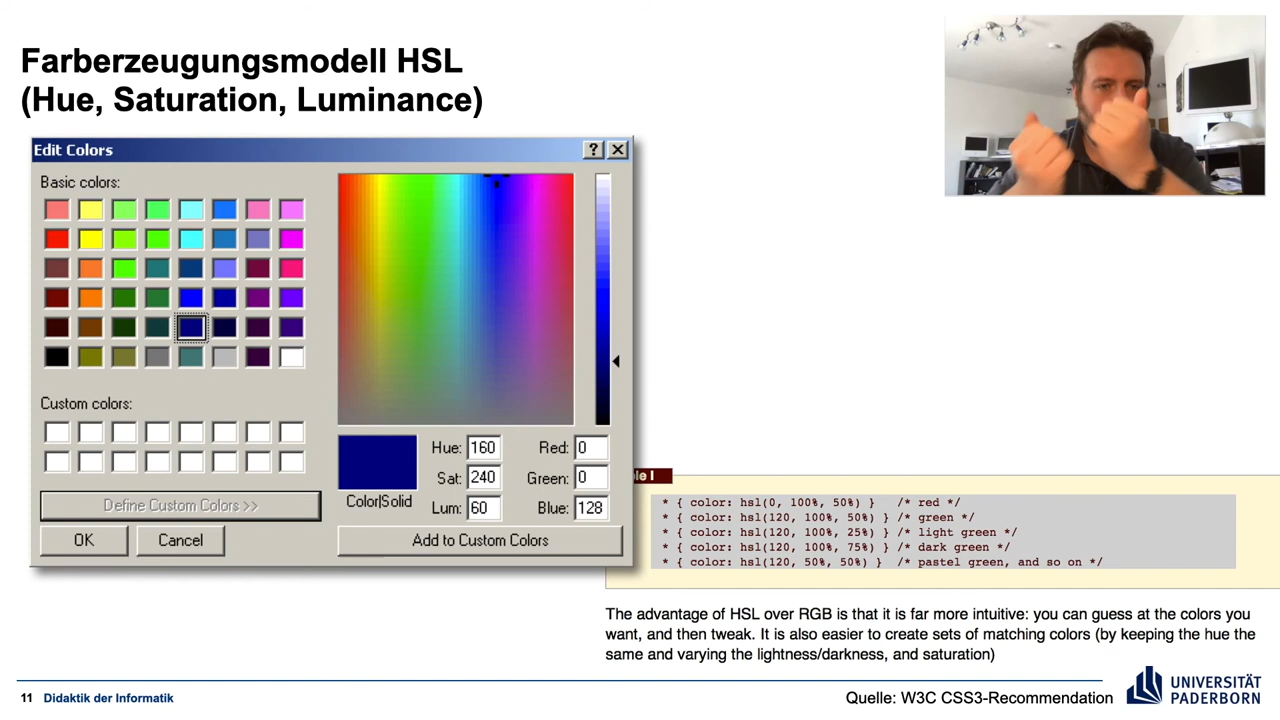 Farberzeugungsmodell HSL
(Hue, Saturation, Luminance)
Edit Colors
Basic colors:
Custom colors:
Define Custom Colors >>
OK
Cancel
Color|Solid
Hue: 160
Sat: 240
Lum: 60
Red: 0
Green: 0
Blue: 128
Add to Custom Colors
le I
* { color: hsl(0, 100%, 50%) } /* red */
* { color: hsl(120, 100%, 50%) } /* green */
* { color: hsl(120, 100%, 25%) } /* light green */
* { color: hsl(120, 100%, 75%) } /* dark green */
* { color: hsl(120, 50%, 50%) } /* pastel green, and so on */
The advantage of HSL over RGB is that it is far more intuitive: you can guess at the colors you
want, and then tweak. It is also easier to create sets of matching colors (by keeping the hue the
same and varying the lightness/darkness, and saturation)
11 Didaktik der Informatik
Quelle: W3C CSS3-Recommendation
UNIVERSITÄT
PADERBORN